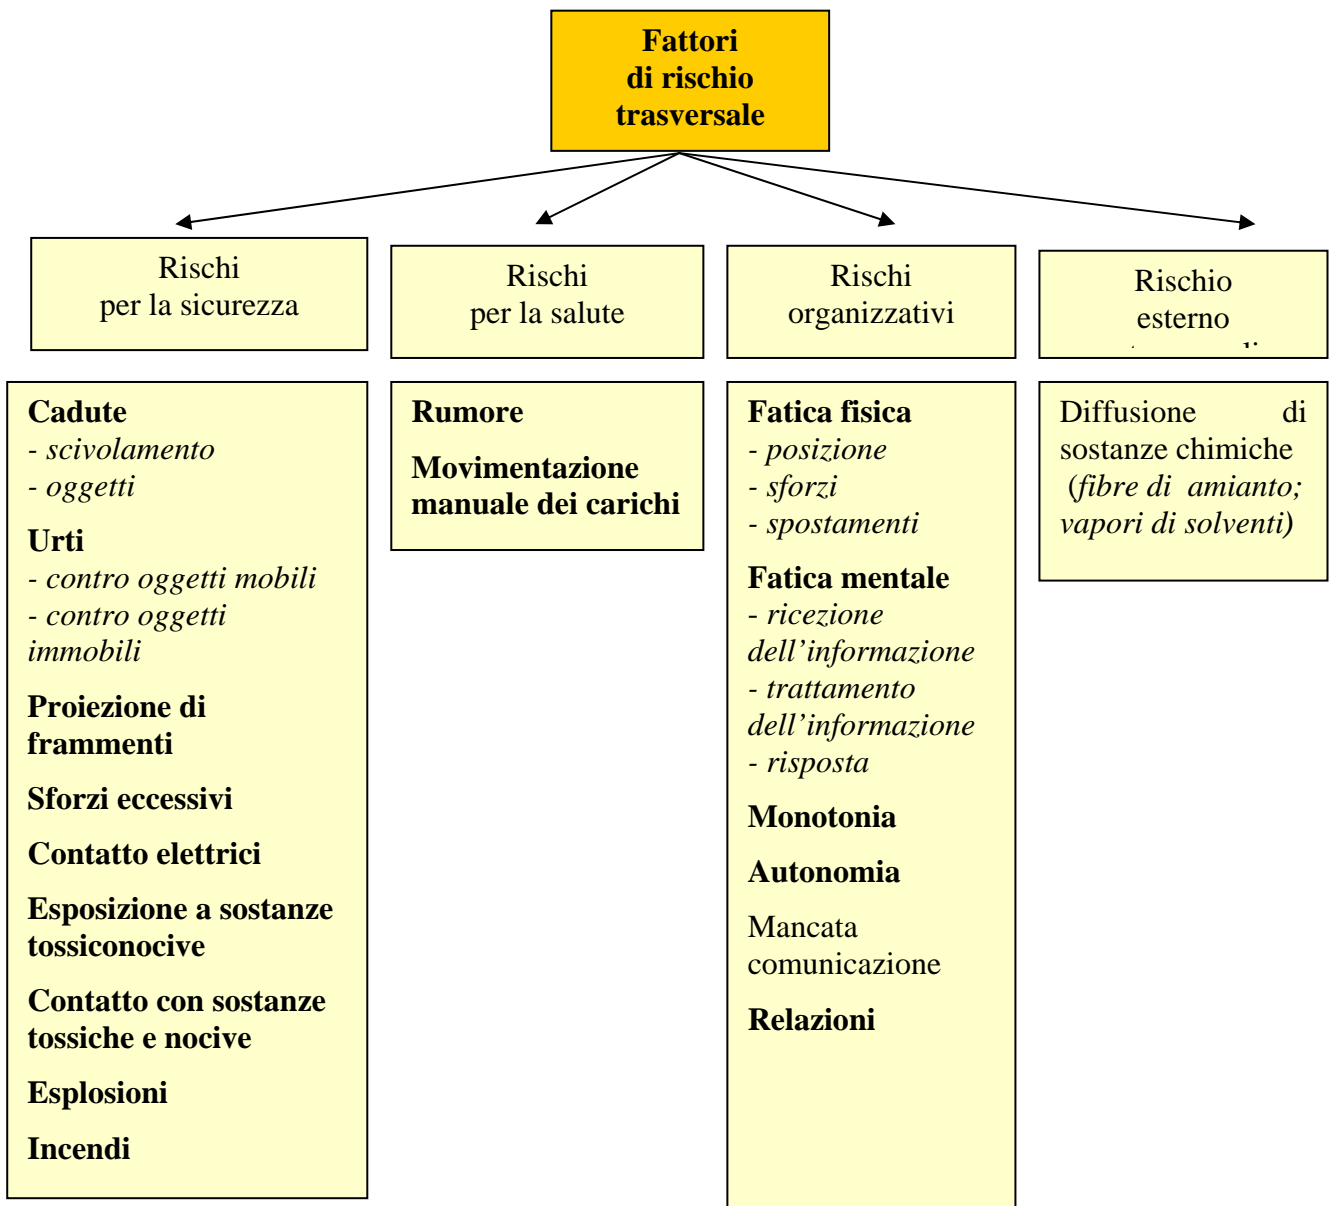 Fattori
di rischio
trasversale
Rischi
per la sicurezza
Rischi
per la salute
Rischi
organizzativi
Rischio
esterno
Cadute
- scivolamento
- oggetti
Urti
- contro oggetti mobili
- contro oggetti
immobili
Proiezione di
frammenti
Sforzi eccessivi
Contatto elettrici
Esposizione a sostanze
tossiconocive
Contatto con sostanze
tossiche e nocive
Esplosioni
Incendi
Rumore
Movimentazione
manuale dei carichi
Fatica fisica
- posizione
- sforzi
- spostamenti
Fatica mentale
- ricezione
dell’informazione
- trattamento
dell’informazione
- risposta
Monotonia
Autonomia
Mancata
comunicazione
Relazioni
Diffusione di
sostanze chimiche
(fibre di amianto;
vapori di solventi)